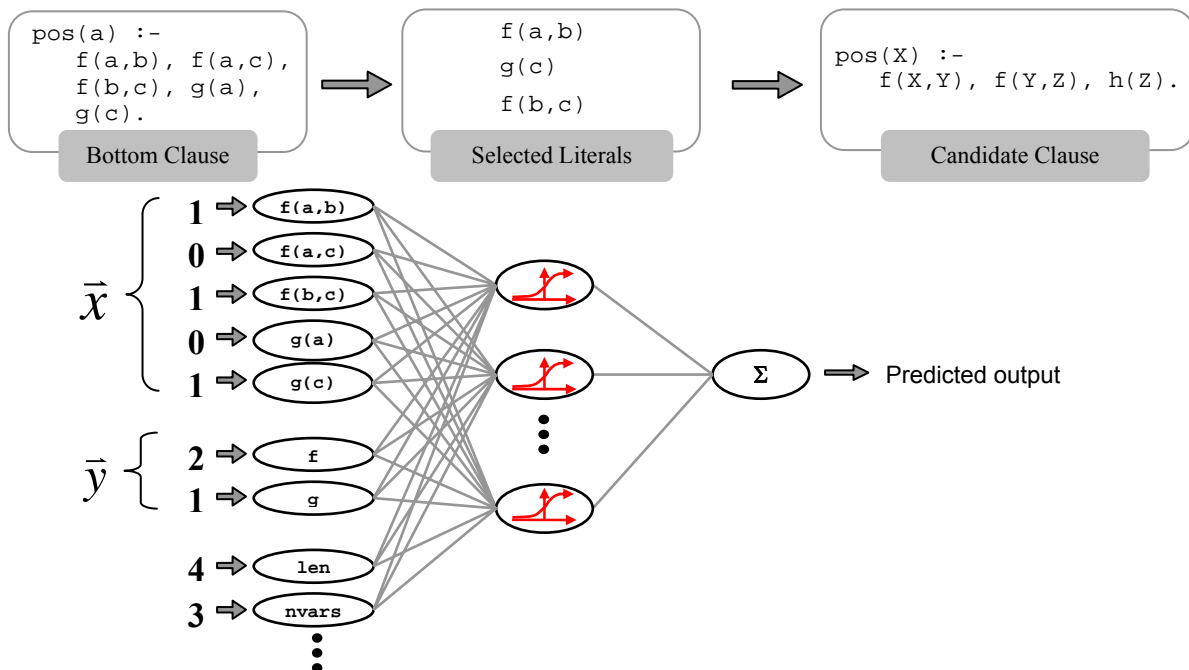 pos(a) :-
f(a,b), f(a,c),
f(b,c), g(a),
g(c).
Bottom Clause
f(a,b)
g(c)
f(b,c)
Selected Literals
pos(X) :-
f(X,Y), f(Y,Z), h(Z).
Candidate Clause
x
1 f(a,b)
0 f(a,c)
1 f(b,c)
0 g(a)
1 g(c)
y
2 f
1 g
4 len
3 nvars
Σ
Predicted output